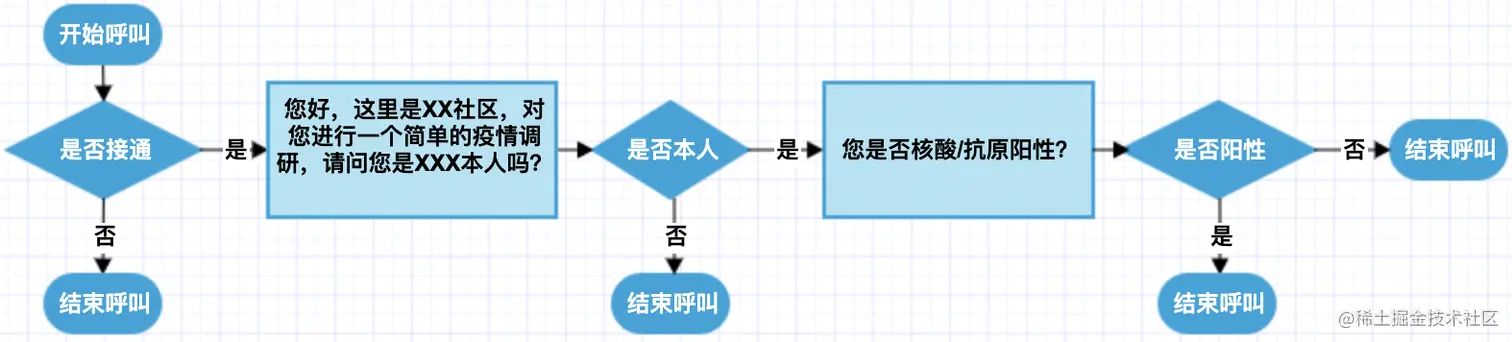 开始呼叫
是否接通
是
您好，这里是XX社区，对
您进行一个简单的疫情调
研，请问您是XXX本人吗？
是否本人
是
您是否核酸/抗原阳性？
是否阳性
否
结束呼叫
否
否
是
结束呼叫
结束呼叫
结束呼叫
@稀土掘金技术社区